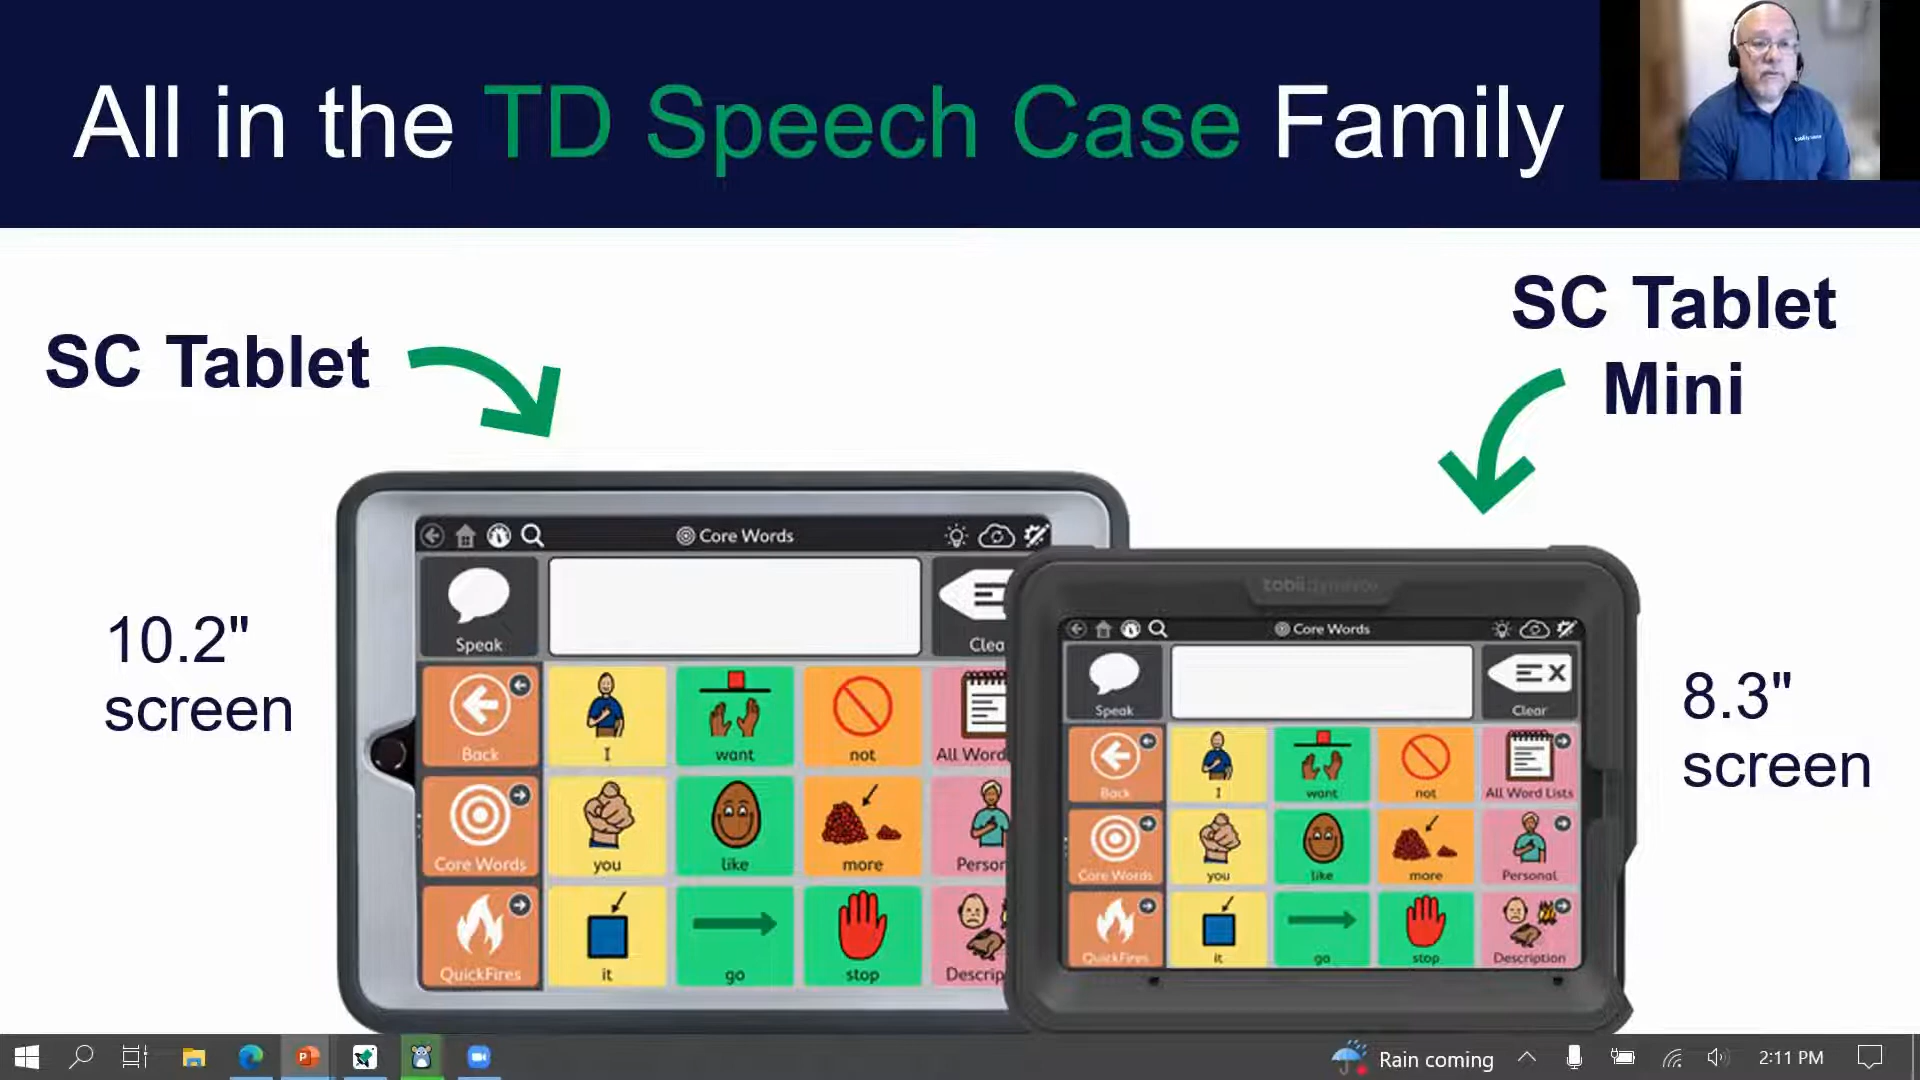 All in the TD Speech Case Family
SC Tablet
SC Tablet
Mini
10.2"
screen
8.3"
screen
Core Words
Speak
Clea
Back
I
want
not
All Word
Core Words
you
like
more
Person
QuickFires
it
go
stop
Descrip
tobii dynavox
Core Words
Speak
Clear
Back
I
want
not
All Word Lists
Core Words
you
like
more
Personal
QuickFires
it
go
stop
Description
Rain coming
2:11 PM